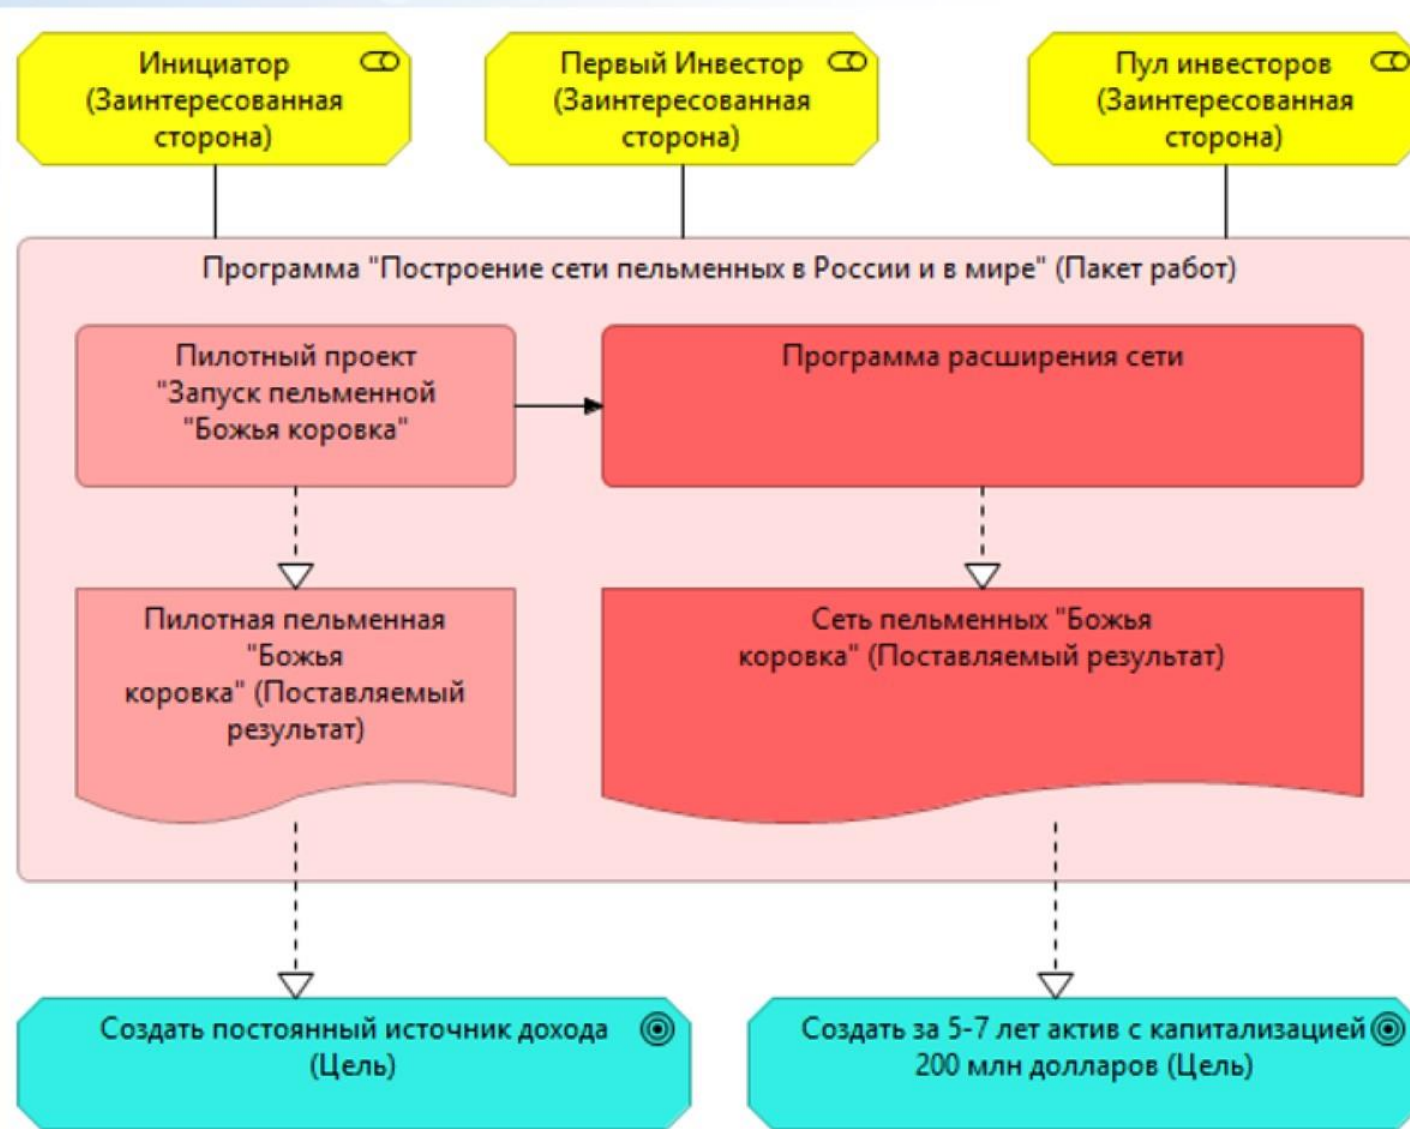 Инициатор
(Заинтересованная
сторона)
Первый Инвестор
(Заинтересованная
сторона)
Пул инвесторов
(Заинтересованная
сторона)
Программа "Построение сети пельменных в России и в мире" (Пакет работ)
Пилотный проект
"Запуск пельменной
"Божья коровка"
Программа расширения сети
Пилотная пельменная
"Божья
коровка" (Поставляемый
результат)
Сеть пельменных "Божья
коровка" (Поставляемый результат)
Создать постоянный источник дохода
(Цель)
Создать за 5-7 лет актив с капитализацией
200 млн долларов (Цель)